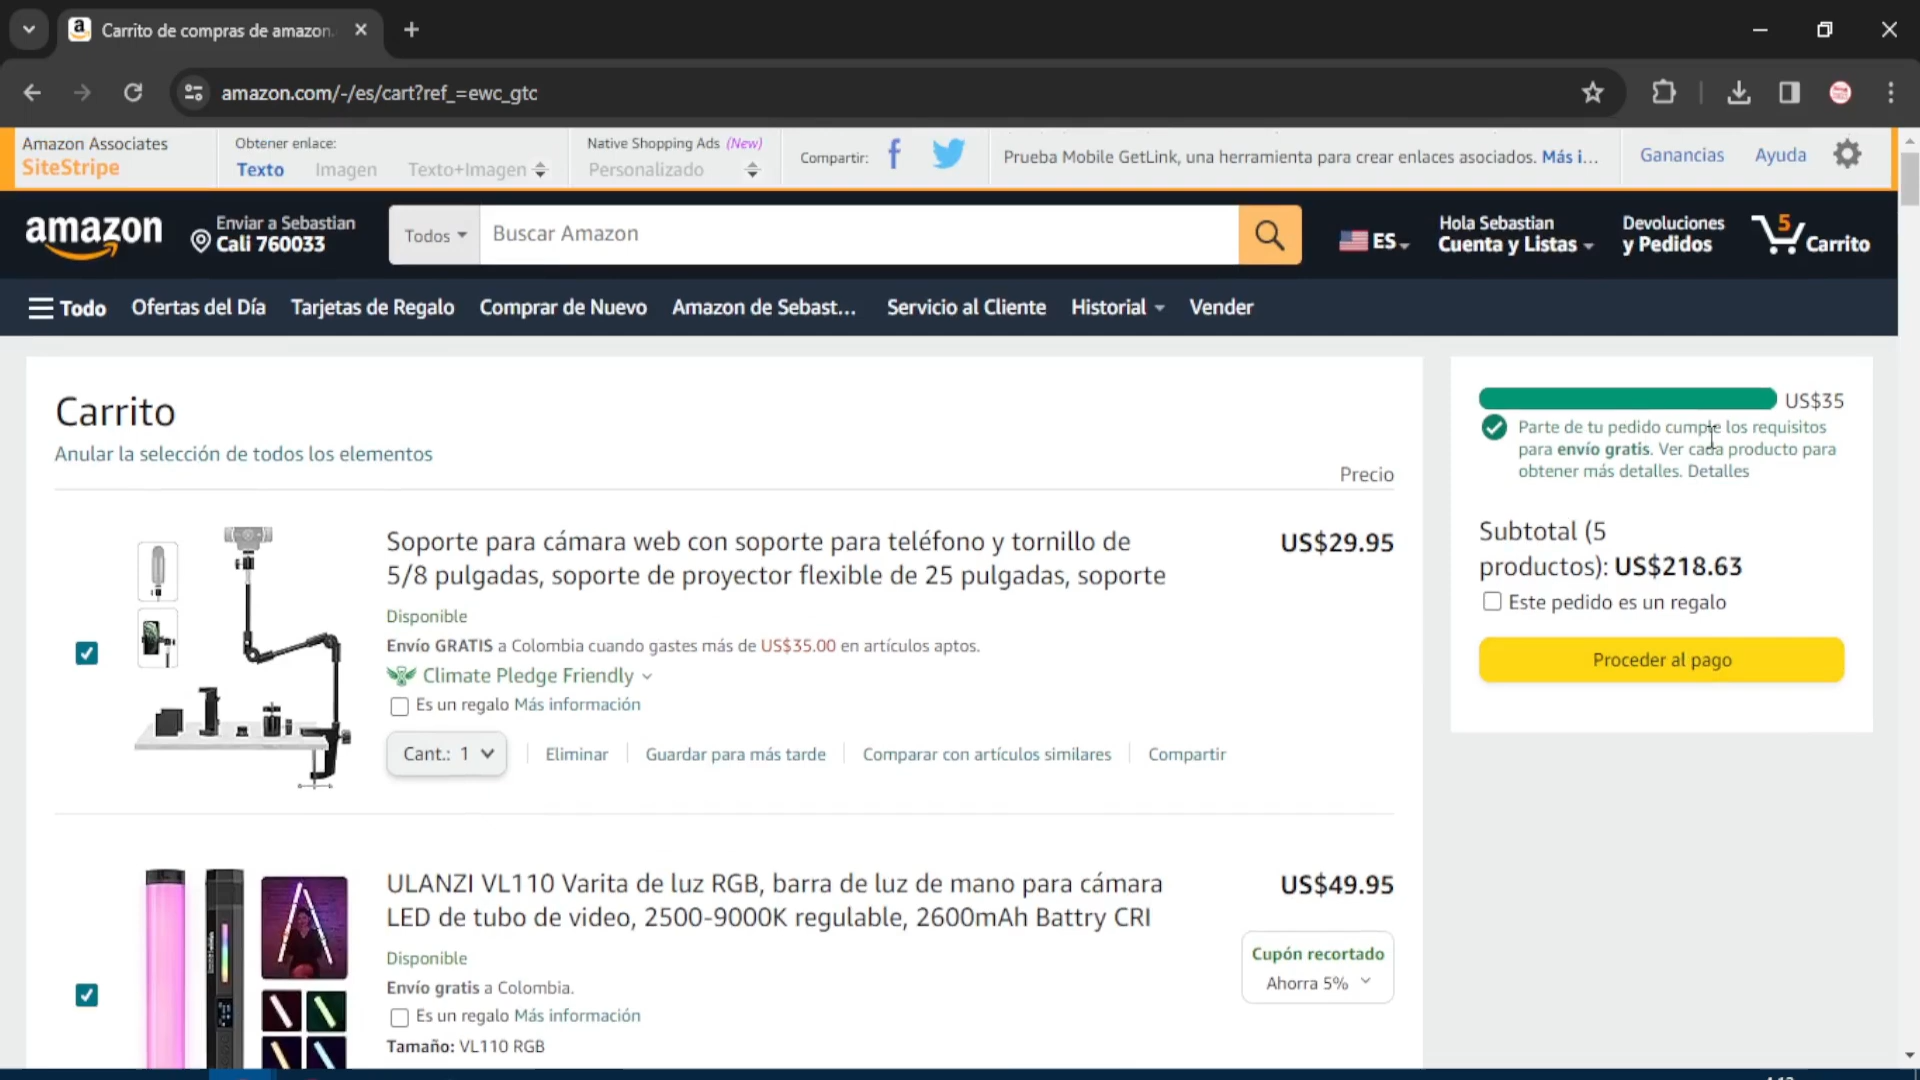 Carrito de compras de amazon.
amazon.com/-/es/cart?ref_=ewc_gtc
Amazon Associates
SiteStripe
Obtener enlace:
Texto
Imagen
Texto+Imagen
Native Shopping Ads (New)
Personalizado
Compartir:
Prueba Mobile GetLink, una herramienta para crear enlaces asociados. Más i...
Ganancias
Ayuda
amazon
Enviar a Sebastian
Cali 760033
Todos
Buscar Amazon
ES
Hola Sebastian
Cuenta y Listas
Devoluciones
y Pedidos
5
Carrito
Todo
Ofertas del Día
Tarjetas de Regalo
Comprar de Nuevo
Amazon de Sebast...
Servicio al Cliente
Historial
Vender
Carrito
Anular la selección de todos los elementos
Precio
Soporte para cámara web con soporte para teléfono y tornillo de
5/8 pulgadas, soporte de proyector flexible de 25 pulgadas, soporte
US$29.95
Disponible
Envío GRATIS a Colombia cuando gastes más de US$35.00 en artículos aptos.
Climate Pledge Friendly
Es un regalo Más información
Cant.: 1
Eliminar
Guardar para más tarde
Comparar con artículos similares
Compartir
ULANZI VL110 Varita de luz RGB, barra de luz de mano para cámara
LED de tubo de video, 2500-9000K regulable, 2600mAh Battry CRI
US$49.95
Cupón recortado
Ahorra 5%
Disponible
Envío gratis a Colombia.
Es un regalo Más información
Tamaño: VL110 RGB
US$35
Parte de tu pedido cumple los requisitos
para envío gratis. Ver cada producto para
obtener más detalles. Detalles
Subtotal (5
productos): US$218.63
Este pedido es un regalo
Proceder al pago